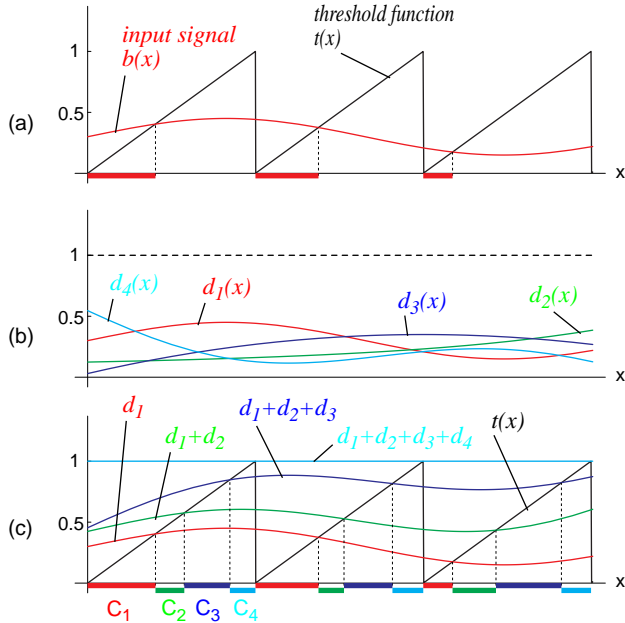 input signal
b(x)
threshold function
t(x)
1
0.5
(a)
x
1
d₄(x)
d₁(x)
d₃(x)
d₂(x)
0.5
(b)
x
d₁
d₁+d₂
d₁+d₂+d₃
d₁+d₂+d₃+d₄
t(x)
1
0.5
(c)
x
C₁
C₂
C₃
C₄